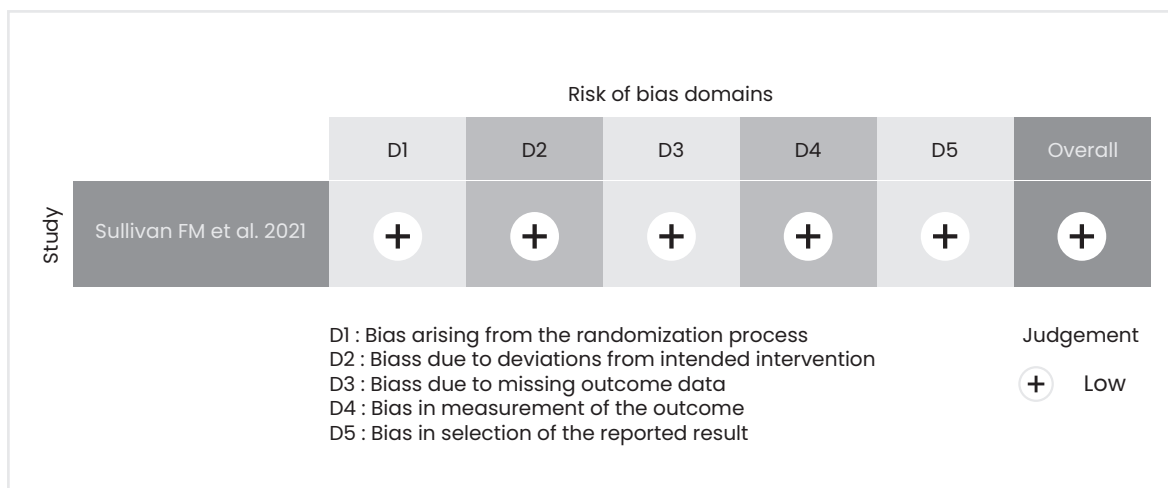 Risk of bias domains
D1 D2 D3 D4 D5 Overall
Study
Sullivan FM et al. 2021 + + + + + +
D1 : Bias arising from the randomization process
D2 : Biass due to deviations from intended intervention
D3 : Biass due to missing outcome data
D4 : Bias in measurement of the outcome
D5 : Bias in selection of the reported result
Judgement
+ Low